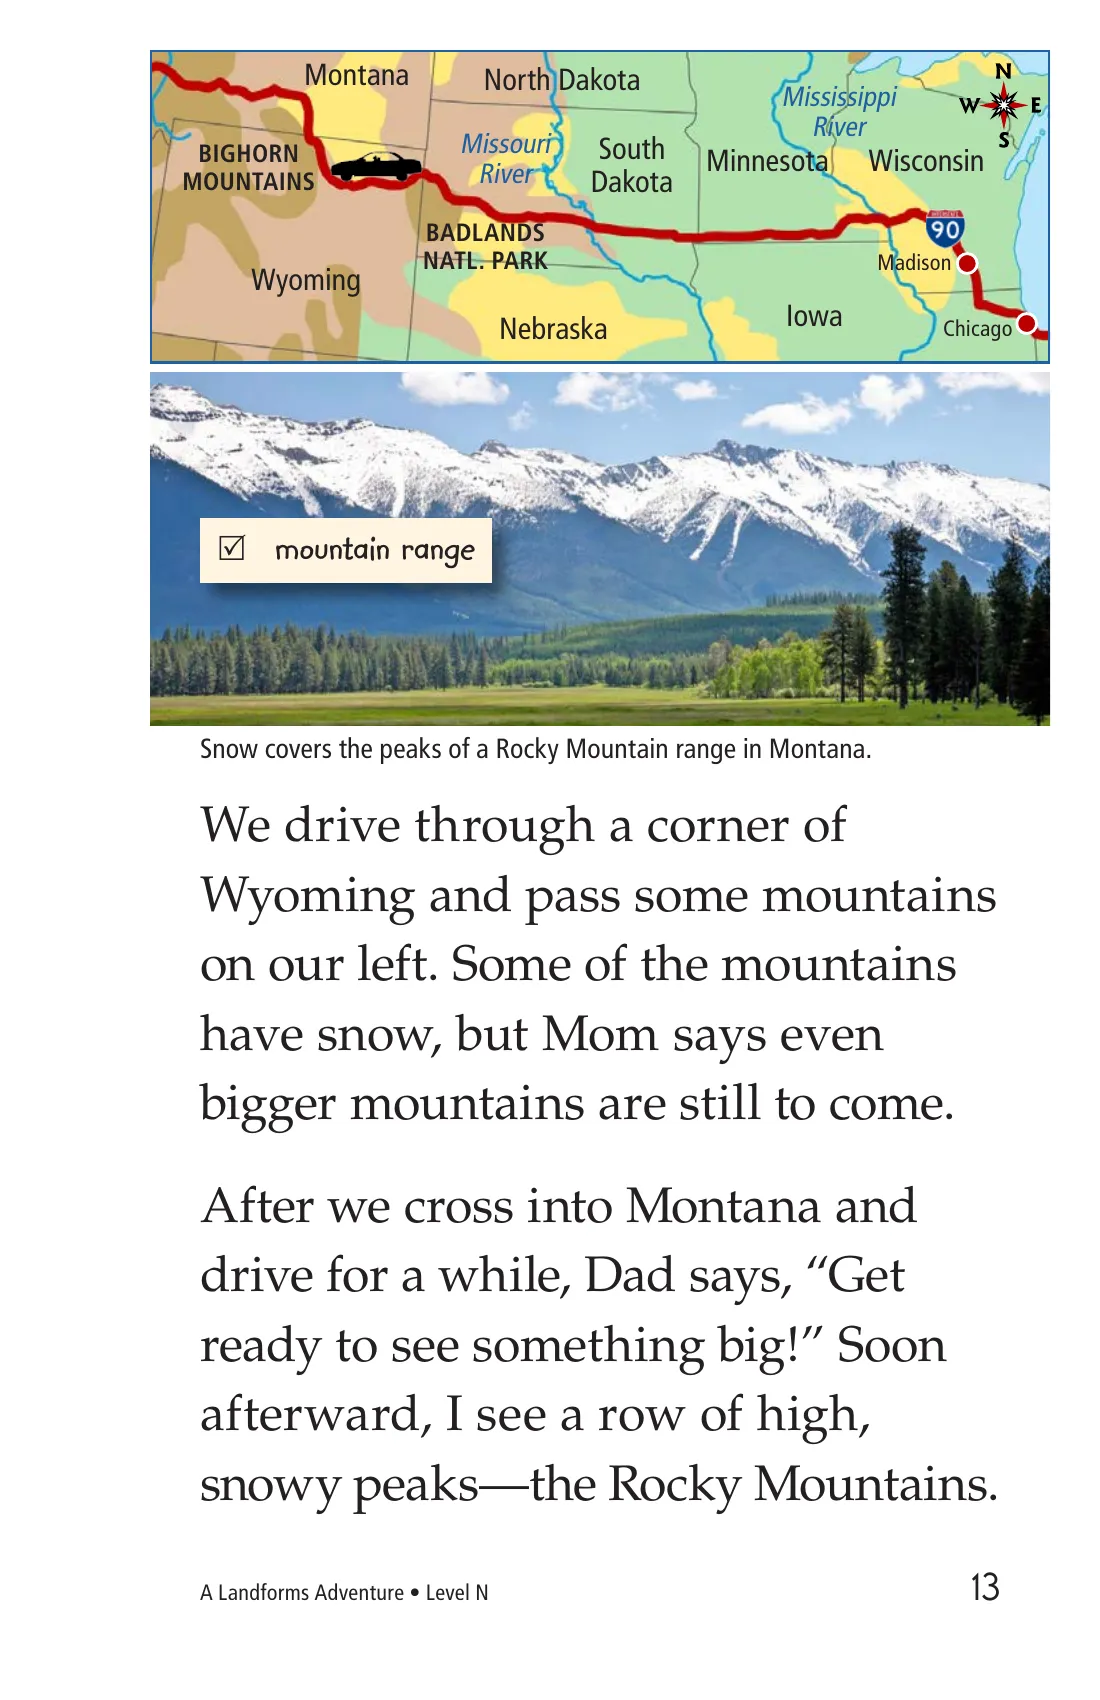 Montana
North Dakota
Mississippi
River
N
W E
S
BIGHORN
MOUNTAINS
Missouri
River
South
Dakota
Minnesota
Wisconsin
BADLANDS
NATL. PARK
90
Madison
Wyoming
Nebraska
Iowa
Chicago
mountain range
Snow covers the peaks of a Rocky Mountain range in Montana.
We drive through a corner of
Wyoming and pass some mountains
on our left. Some of the mountains
have snow, but Mom says even
bigger mountains are still to come.
After we cross into Montana and
drive for a while, Dad says, “Get
ready to see something big!” Soon
afterward, I see a row of high,
snowy peaks—the Rocky Mountains.
A Landforms Adventure • Level N
13